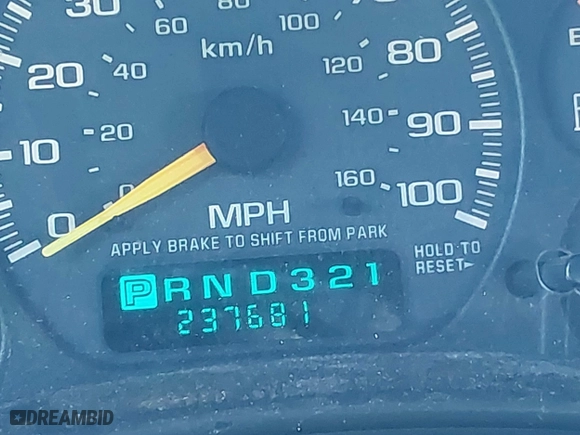 30 60 80 100 80
km/h
20 40 120
20 140 90
10
0 0 160 100
MPH
APPLY BRAKE TO SHIFT FROM PARK
HOLD TO
RESET
P R N D 3 2 1
237681
DREAMBID